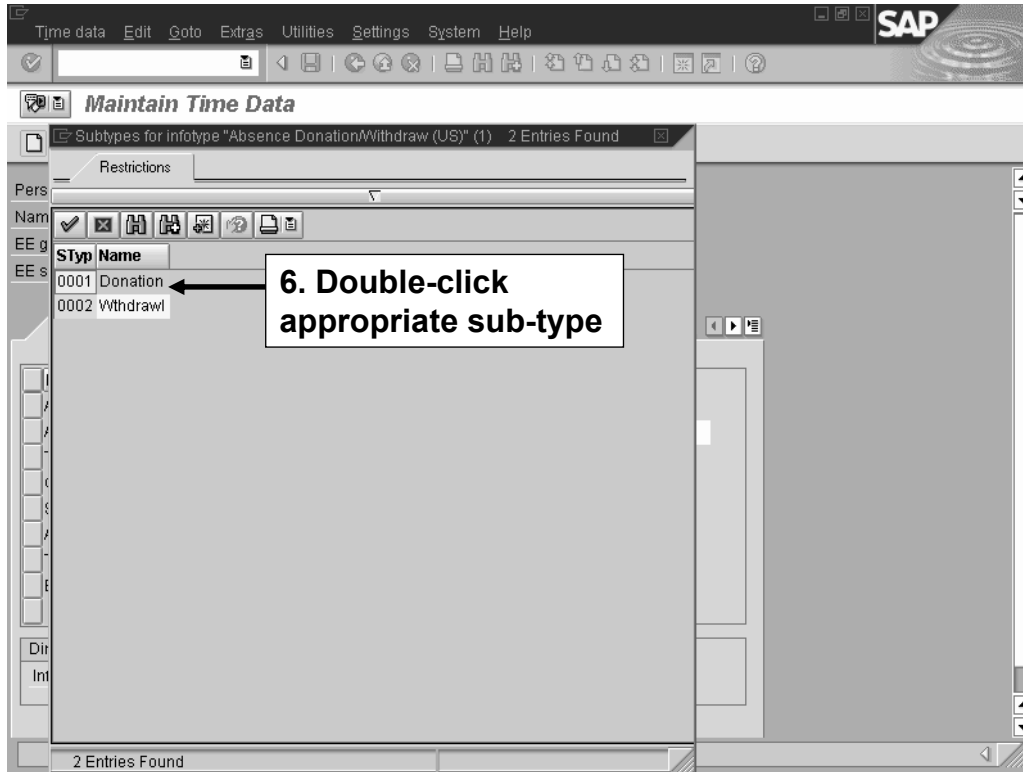 Time data Edit Goto Extras Utilities Settings System Help
SAP
Maintain Time Data
Subtypes for infotype "Absence Donation/Withdraw (US)" (1) 2 Entries Found
Restrictions
Pers
Nam
EE g
EE s
STyp Name
0001 Donation
0002 Wthdrawl
6. Double-click
appropriate sub-type
Dir
Inf
2 Entries Found